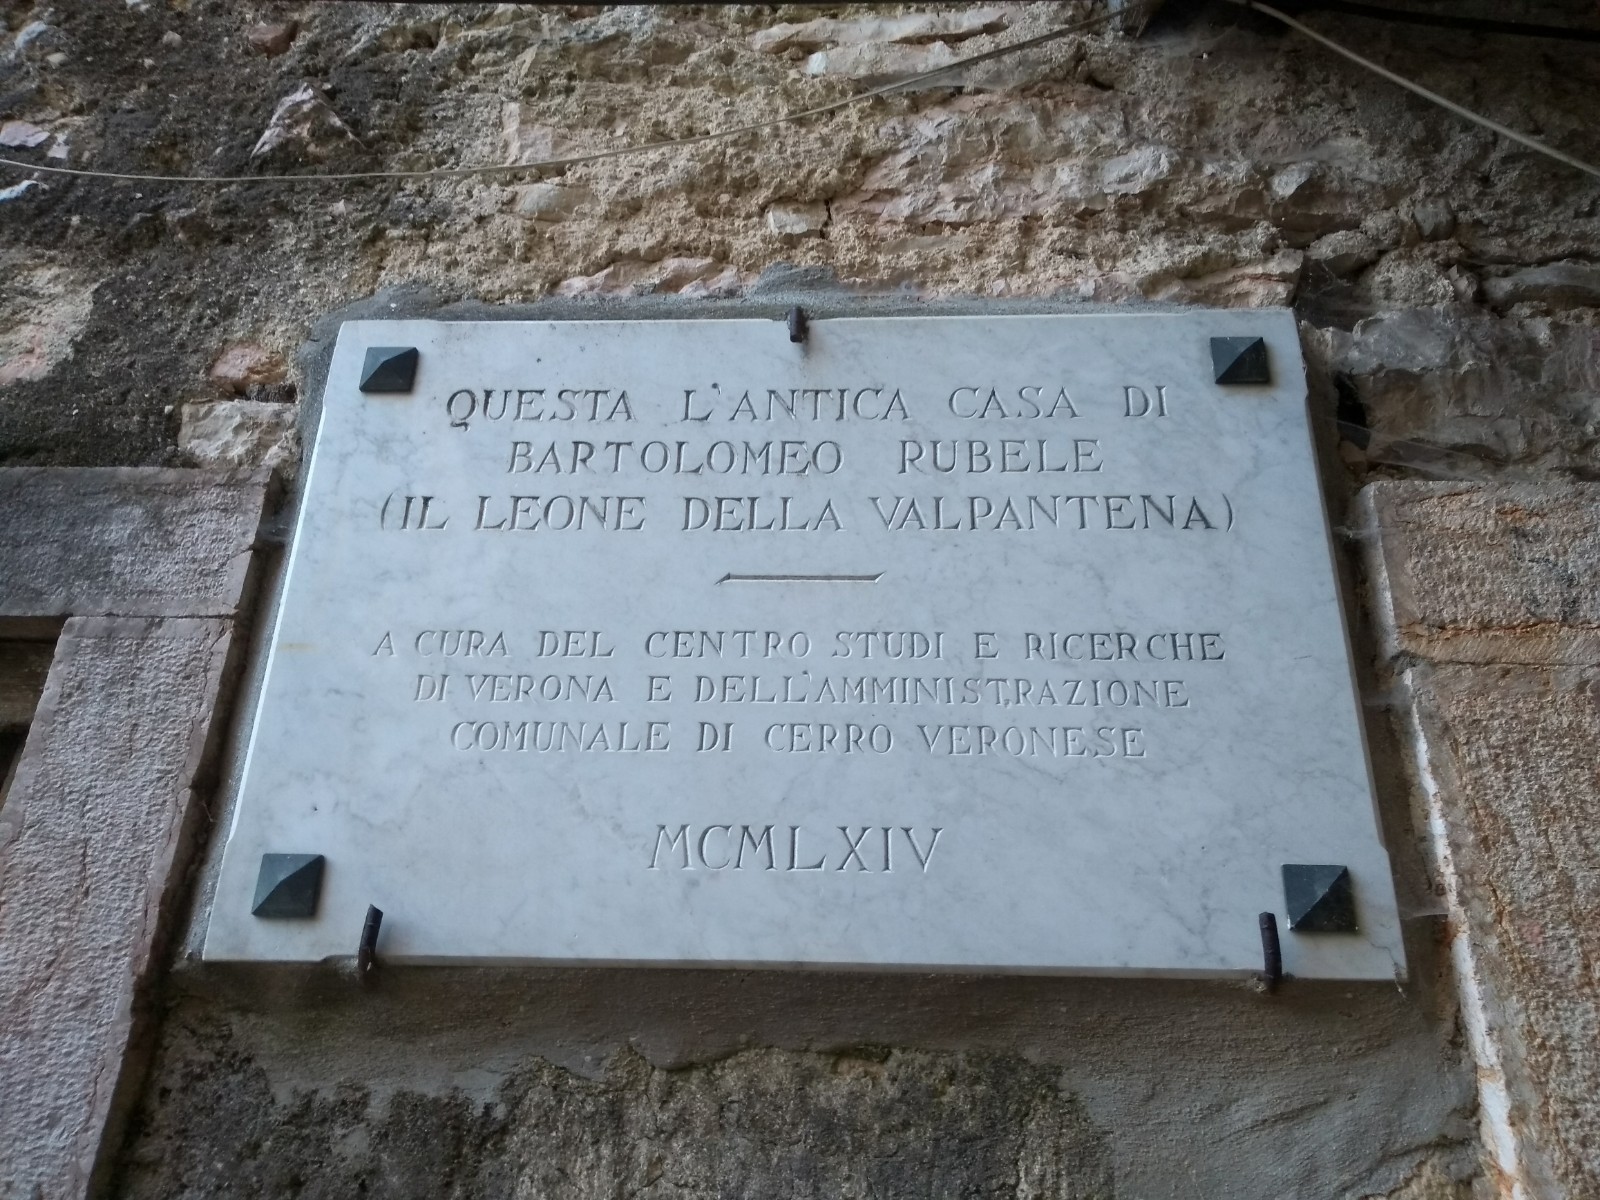 QUESTA L'ANTICA CASA DI
BARTOLOMEO RUBELE
(IL LEONE DELLA VALPANTENA)
A CURA DEL CENTRO STUDI E RICERCHE
DI VERONA E DELL'AMMINISTRAZIONE
COMUNALE DI CERRO VERONESE
MCMLXIV